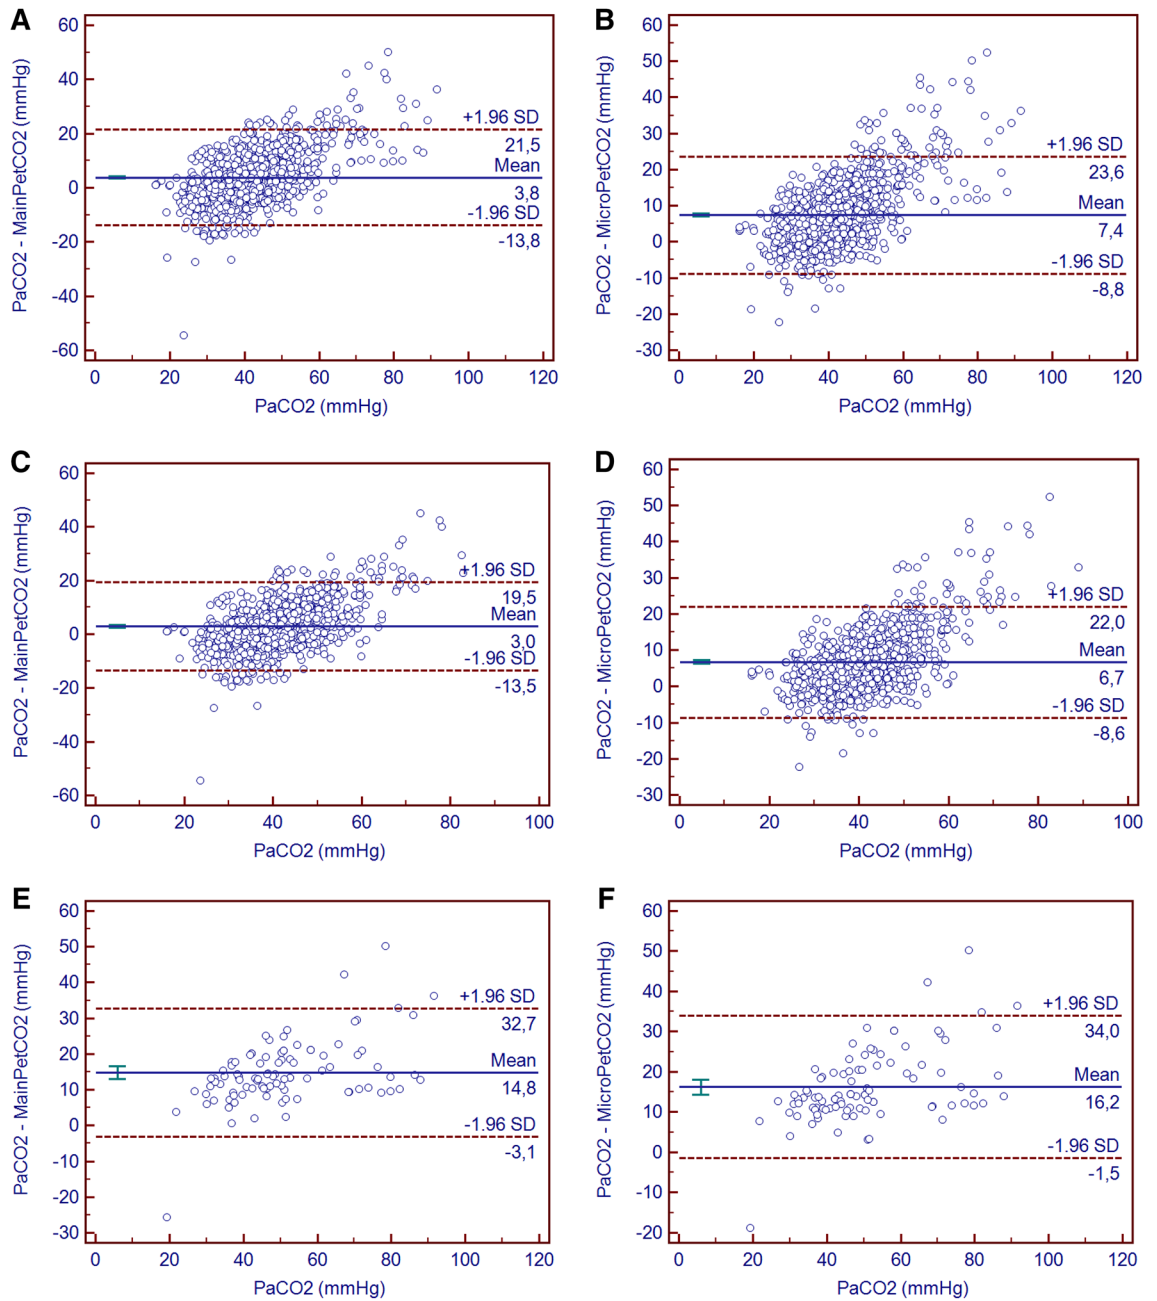 A
PaCO2 - MainPetCO2 (mmHg)
60
40
20
0
-20
-40
-60
+1.96 SD
21,5
Mean
3,8
-1.96 SD
-13,8
0 20 40 60 80 100 120
PaCO2 (mmHg)
B
PaCO2 - MicroPetCO2 (mmHg)
60
50
40
30
20
10
0
-10
-20
-30
+1.96 SD
23,6
Mean
7,4
-1.96 SD
-8,8
0 20 40 60 80 100 120
PaCO2 (mmHg)
C
PaCO2 - MainPetCO2 (mmHg)
60
40
20
0
-20
-40
-60
+1.96 SD
19,5
Mean
3,0
-1.96 SD
-13,5
0 20 40 60 80 100
PaCO2 (mmHg)
D
PaCO2 - MicroPetCO2 (mmHg)
60
50
40
30
20
10
0
-10
-20
-30
+1.96 SD
22,0
Mean
6,7
-1.96 SD
-8,6
0 20 40 60 80 100
PaCO2 (mmHg)
E
PaCO2 - MainPetCO2 (mmHg)
60
50
40
30
20
10
0
-10
-20
-30
+1.96 SD
32,7
Mean
14,8
-1.96 SD
-3,1
0 20 40 60 80 100 120
PaCO2 (mmHg)
F
PaCO2 - MicroPetCO2 (mmHg)
60
50
40
30
20
10
0
-10
-20
+1.96 SD
34,0
Mean
16,2
-1.96 SD
-1,5
0 20 40 60 80 100 120
PaCO2 (mmHg)